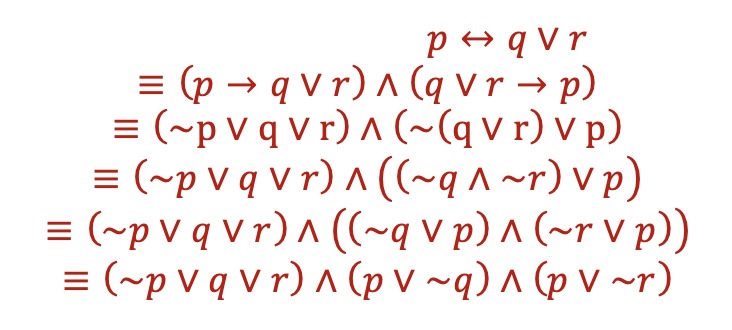 p ↔ q ∨ r
≡ (p → q ∨ r) ∧ (q ∨ r → p)
≡ (~p ∨ q ∨ r) ∧ (~(q ∨ r) ∨ p)
≡ (~p ∨ q ∨ r) ∧ ((~q ∧ ~r) ∨ p)
≡ (~p ∨ q ∨ r) ∧ ((~q ∨ p) ∧ (~r ∨ p))
≡ (~p ∨ q ∨ r) ∧ (p ∨ ~q) ∧ (p ∨ ~r)